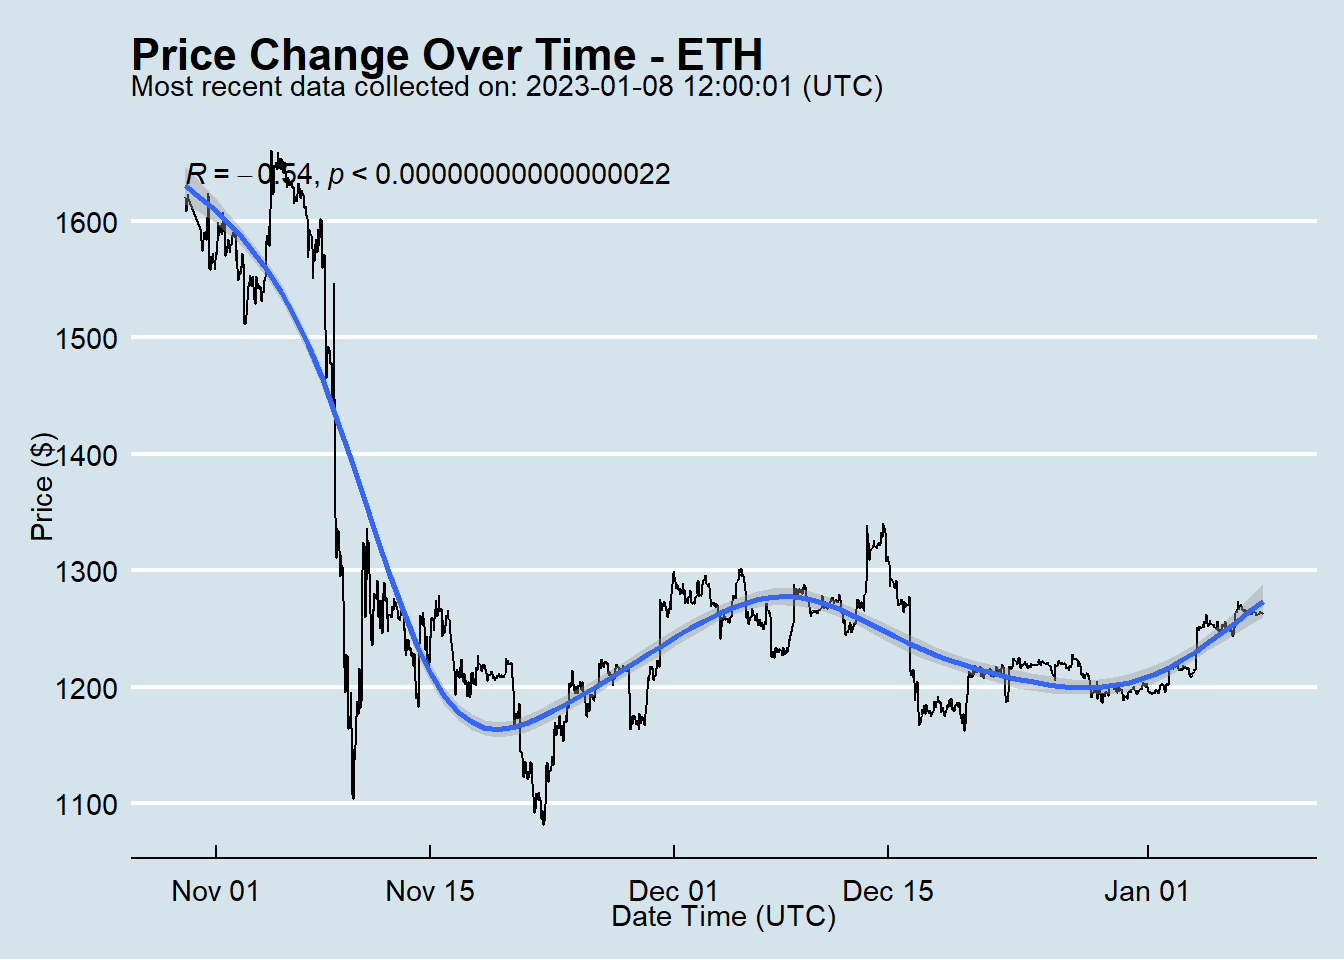 Price Change Over Time - ETH
Most recent data collected on: 2023-01-08 12:00:01 (UTC)
R = −0.54, p < 0.00000000000000022
1600
1500
1400
1300
1200
1100
Price ($)
Nov 01 Nov 15 Dec 01 Dec 15 Jan 01
Date Time (UTC)